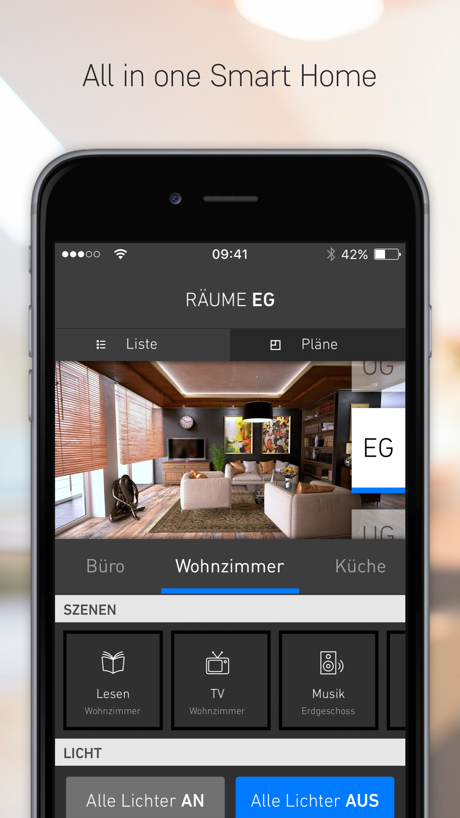 All in one Smart Home
09:41 42%
RÄUME EG
Liste Pläne
UG
EG
UG
Büro Wohnzimmer Küche
SZENEN
Lesen TV Musik
Wohnzimmer Wohnzimmer Erdgeschoss
LICHT
Alle Lichter AN Alle Lichter AUS